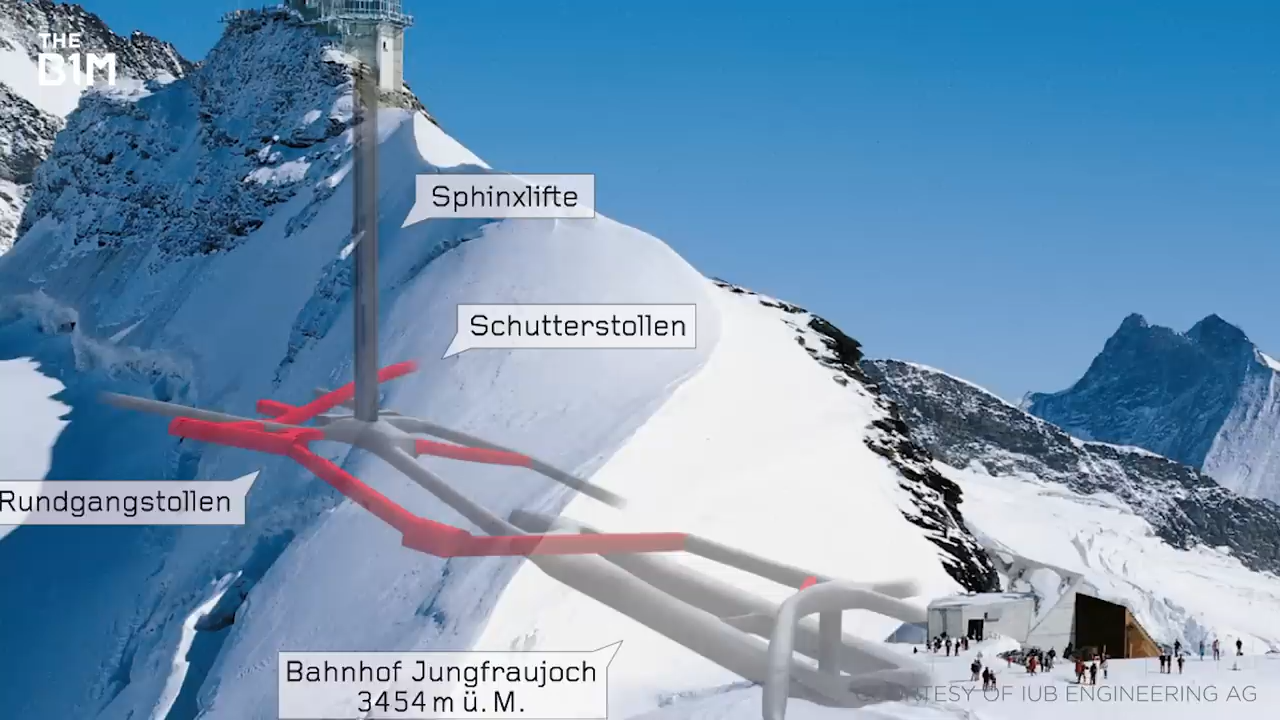 THE
B1M
Sphinxlifte
Schutterstollen
Rundgangstollen
Bahnhof Jungfraujoch
3454 m ü. M.
COURTESY OF IUB ENGINEERING AG